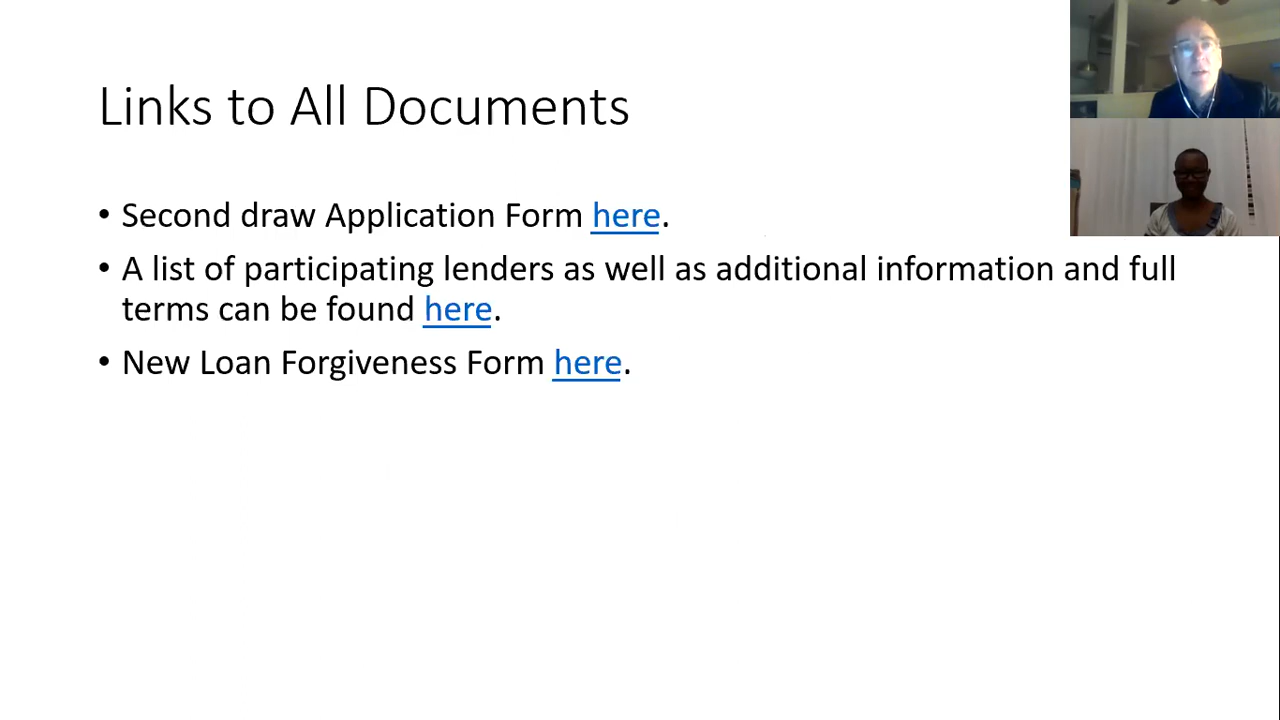 Links to All Documents
• Second draw Application Form here.
• A list of participating lenders as well as additional information and full
terms can be found here.
• New Loan Forgiveness Form here.